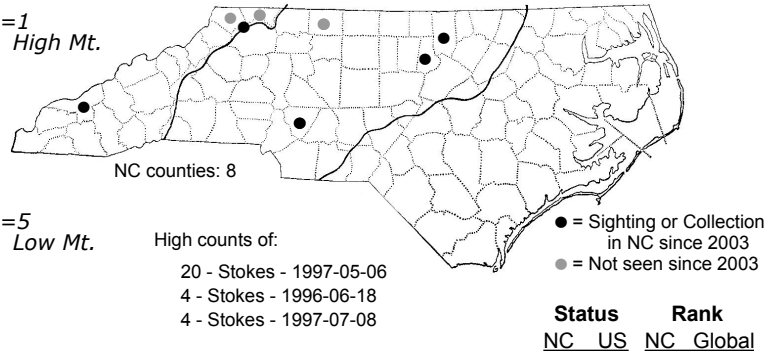 =1
High Mt.
NC counties: 8
=5
Low Mt.
High counts of:
20 - Stokes - 1997-05-06
4 - Stokes - 1996-06-18
4 - Stokes - 1997-07-08
= Sighting or Collection
in NC since 2003
= Not seen since 2003
Status Rank
NC US NC Global